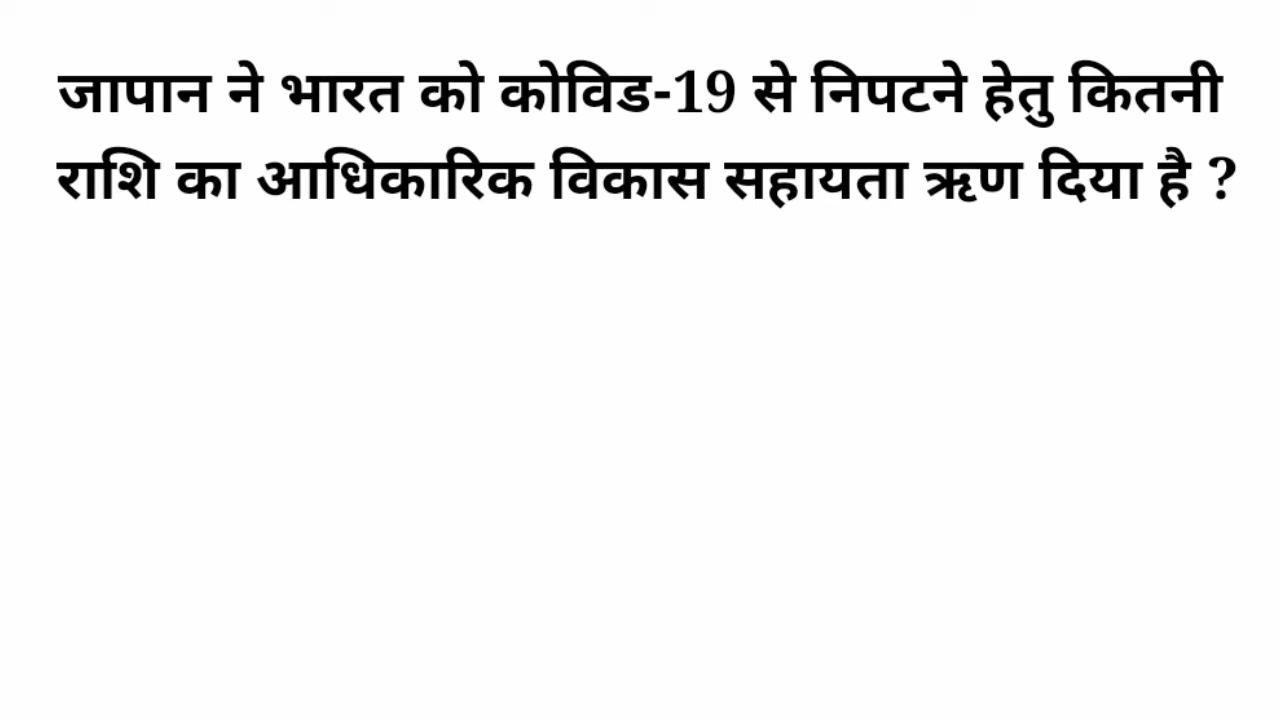 जापान ने भारत को कोविड-19 से निपटने हेतु कितनी
राशि का आधिकारिक विकास सहायता ऋण दिया है ?